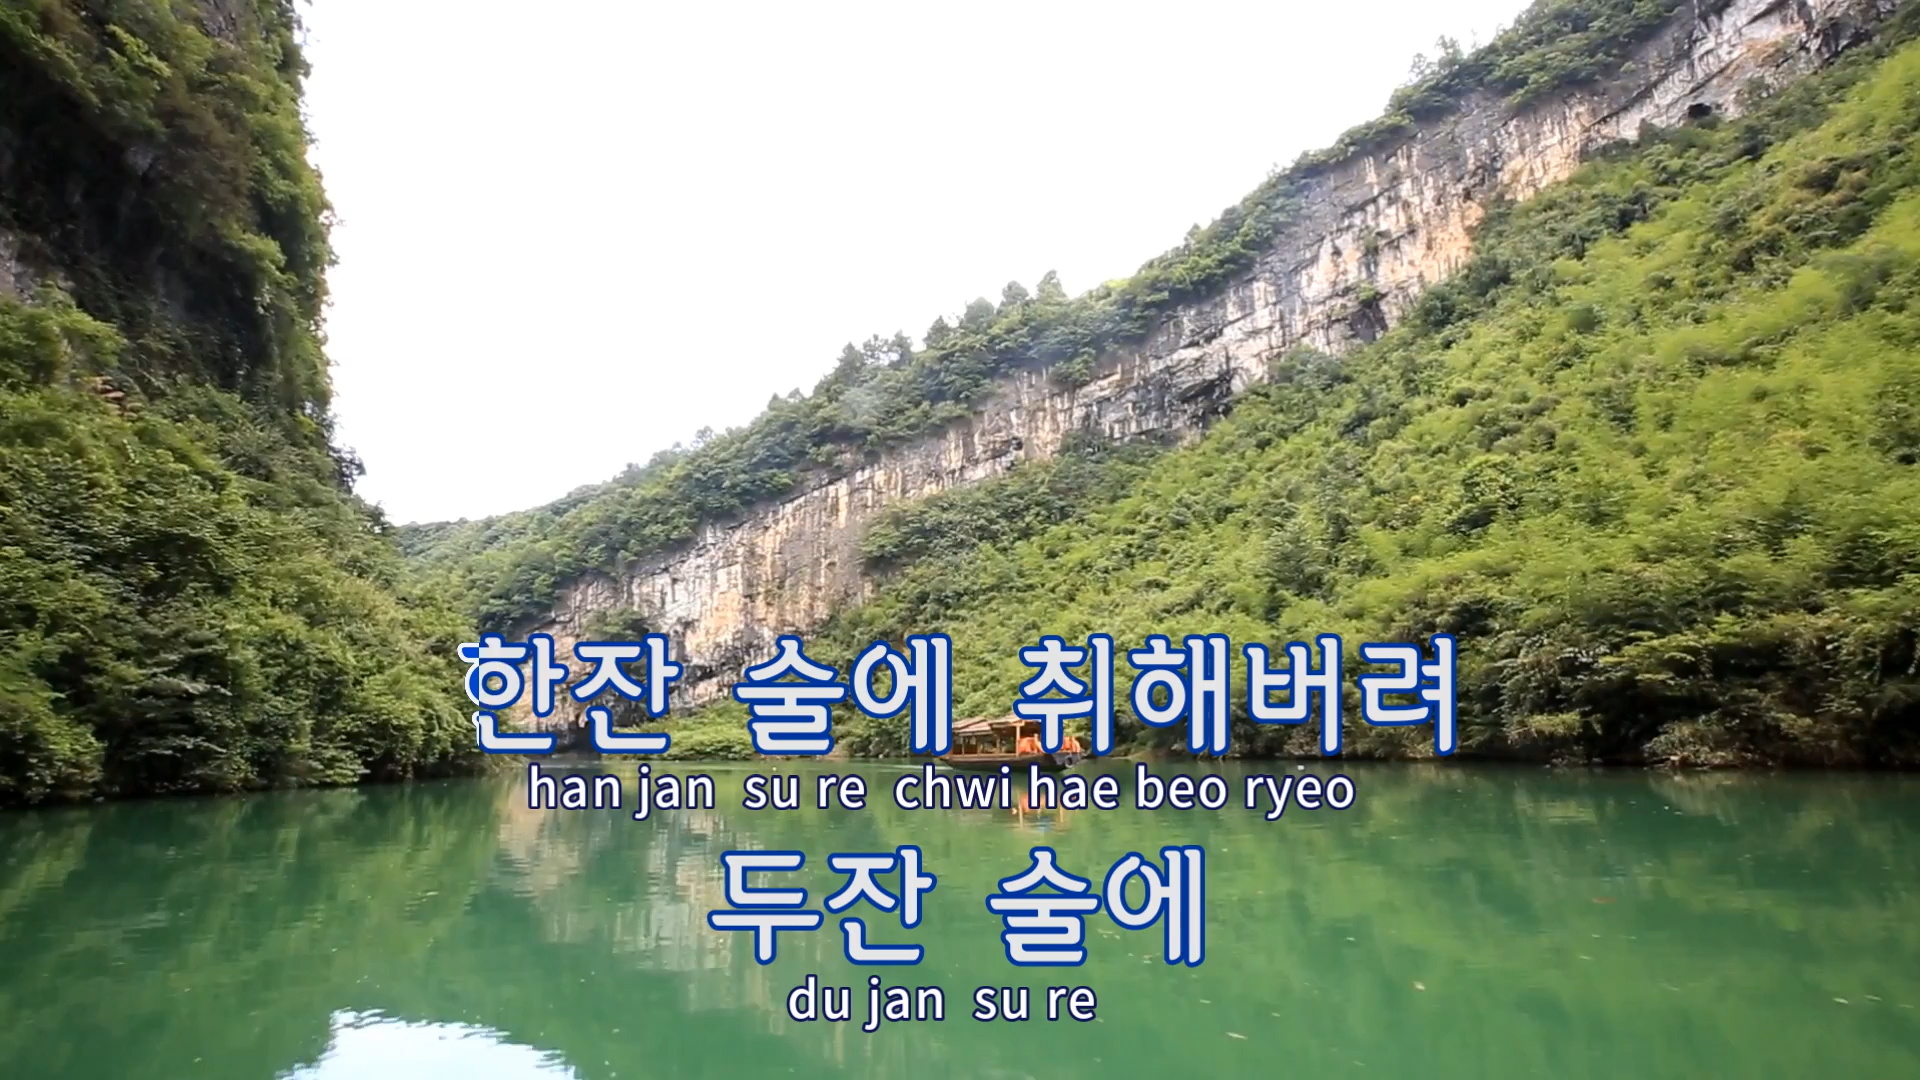 한잔 술에 취해버려
han jan su re chwi hae beo ryeo
두잔 술에
du jan su re